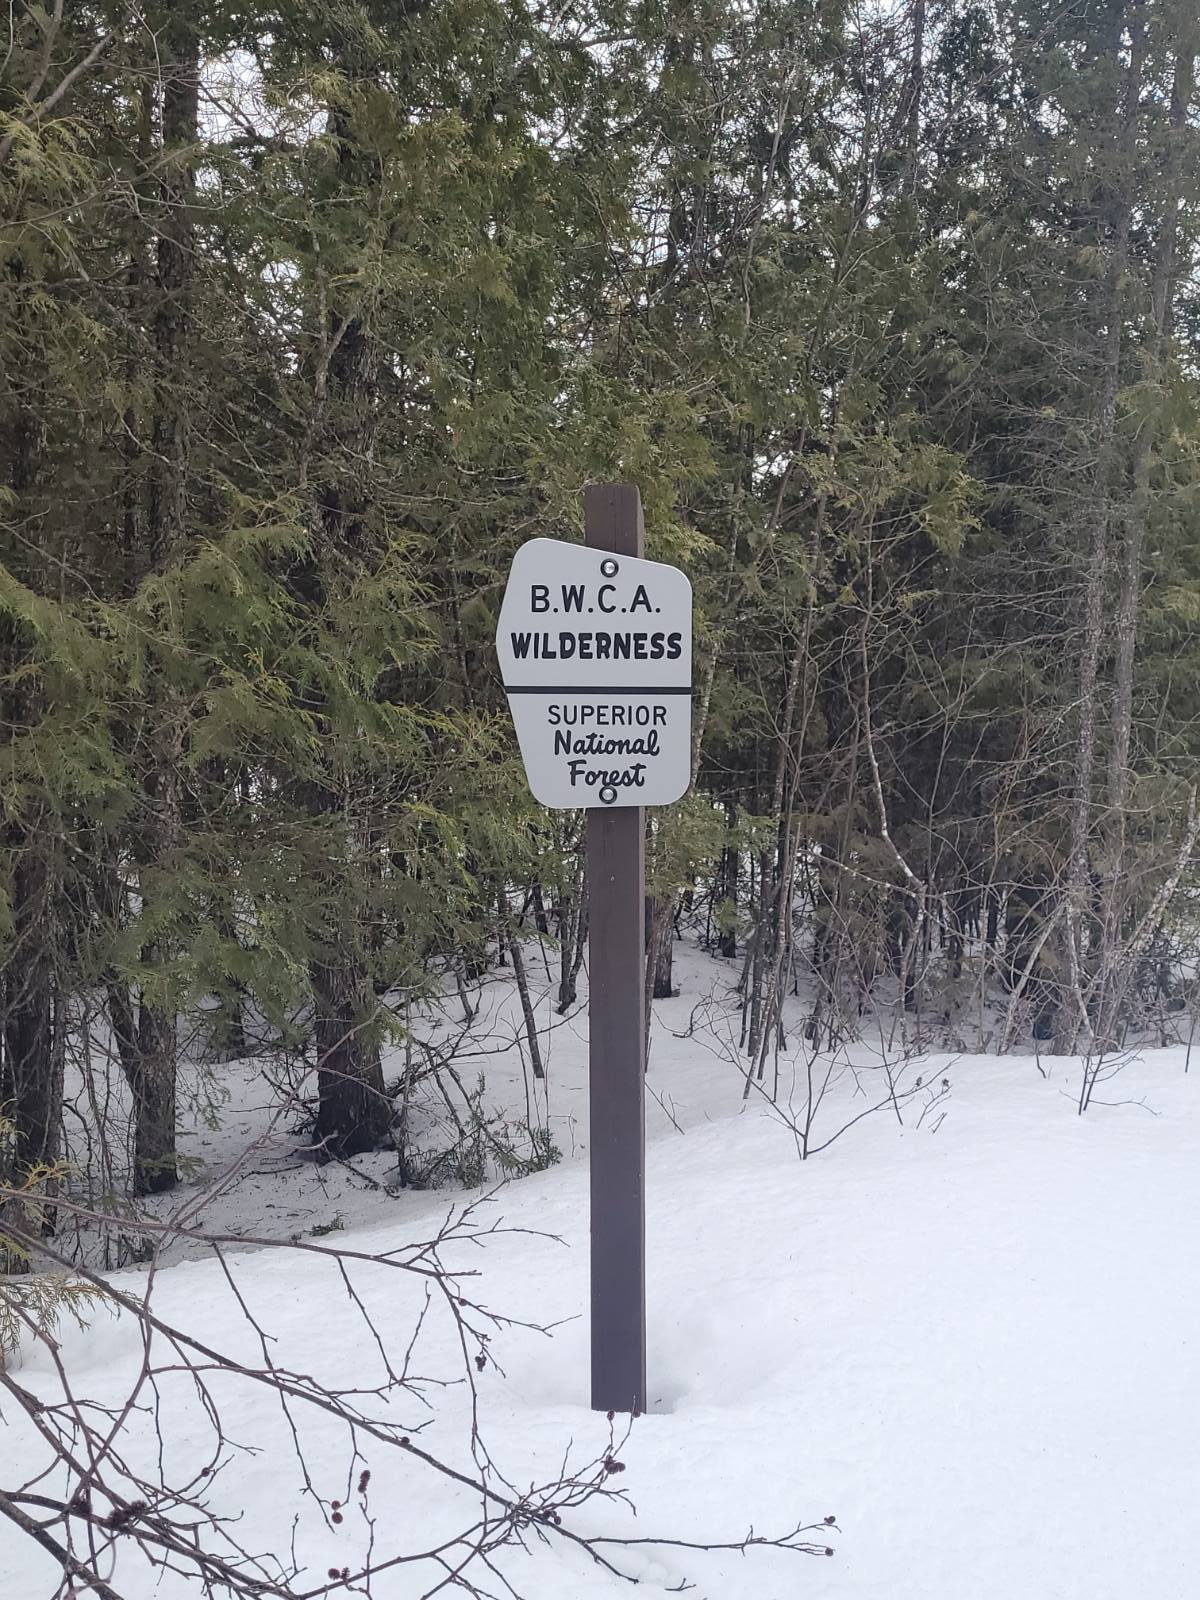 B.W.C.A.
WILDERNESS
SUPERIOR
National
Forest